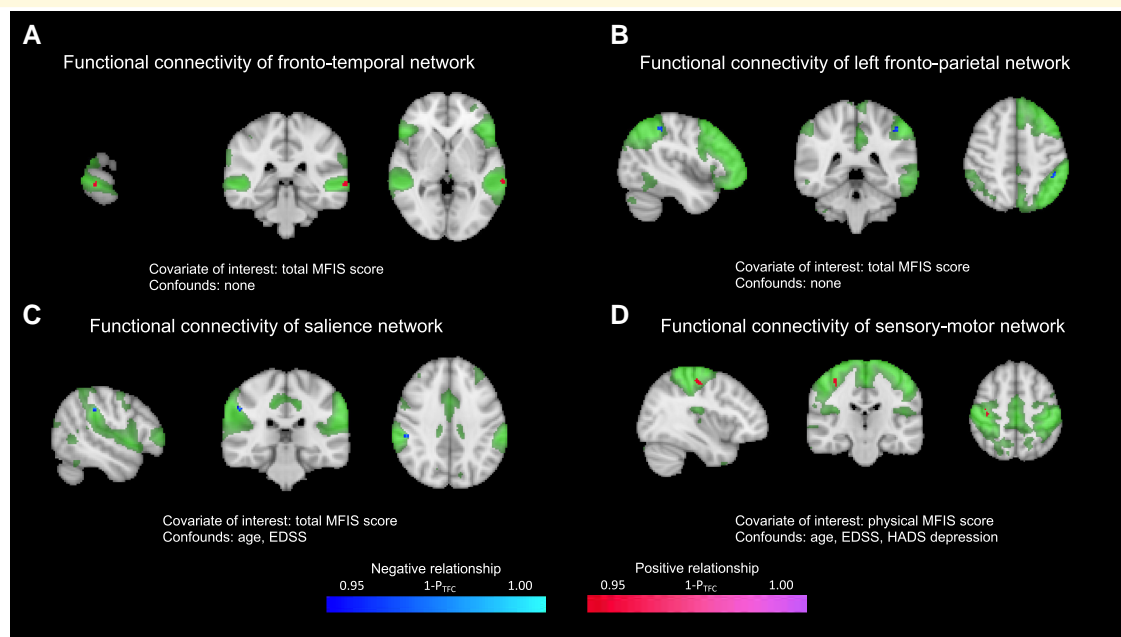 A
Functional connectivity of fronto-temporal network
Covariate of interest: total MFIS score
Confounds: none
B
Functional connectivity of left fronto-parietal network
Covariate of interest: total MFIS score
Confounds: none
C
Functional connectivity of salience network
Covariate of interest: total MFIS score
Confounds: age, EDSS
D
Functional connectivity of sensory-motor network
Covariate of interest: physical MFIS score
Confounds: age, EDSS, HADS depression
Negative relationship
0.95 1-PTFC 1.00
Positive relationship
0.95 1-PTFC 1.00